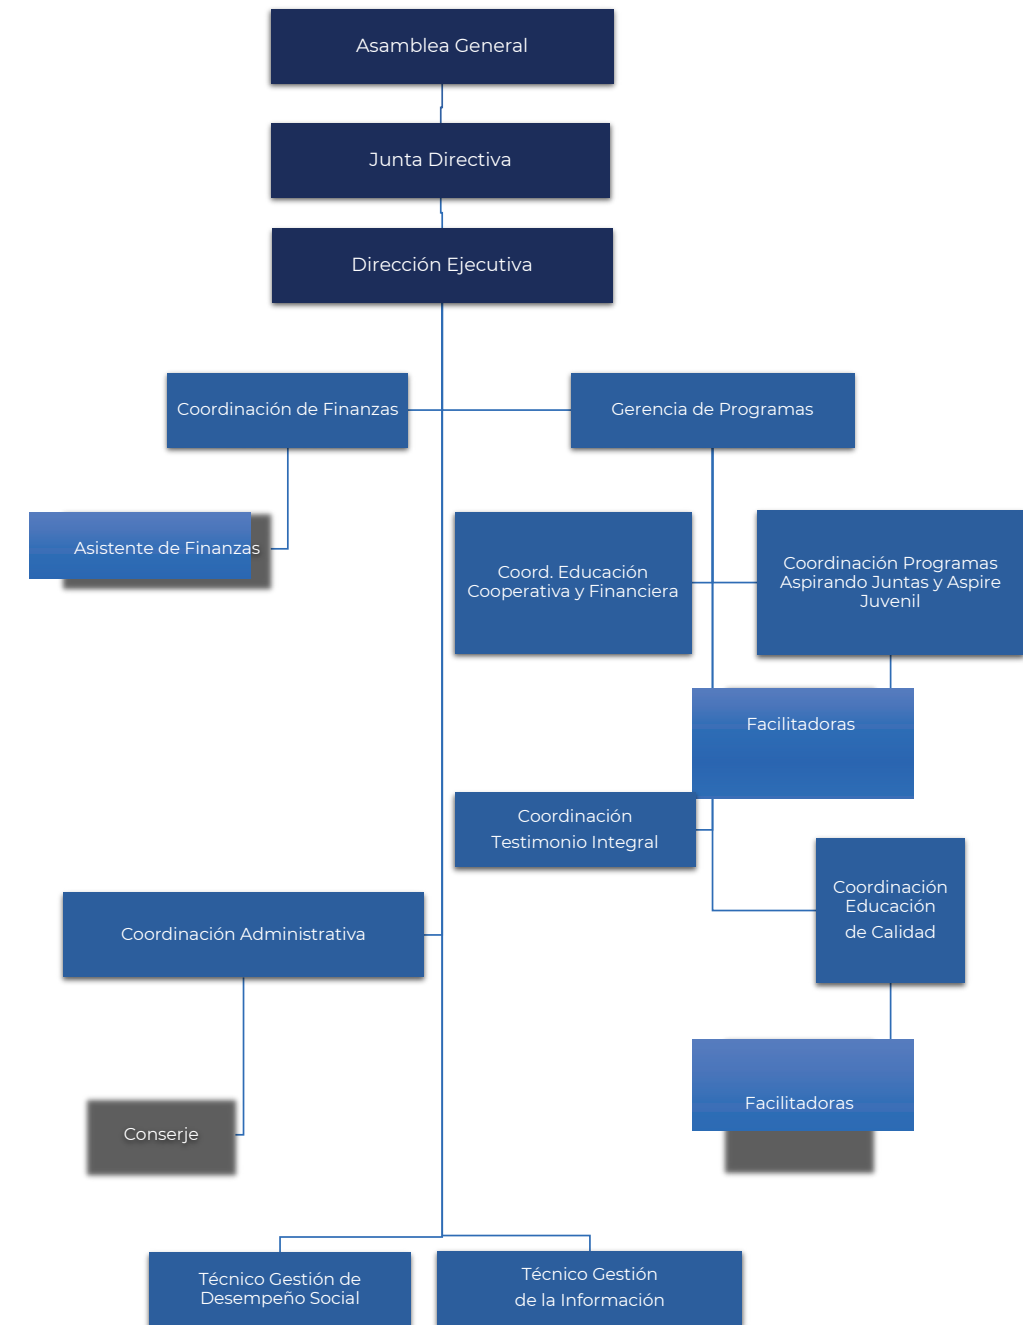 Asamblea General
Junta Directiva
Dirección Ejecutiva
Coordinación de Finanzas
Gerencia de Programas
Asistente de Finanzas
Coord. Educación
Cooperativa y Financiera
Coordinación Programas
Aspirando Juntas y Aspire
Juvenil
Facilitadoras
Coordinación
Testimonio Integral
Coordinación
Educación
de Calidad
Coordinación Administrativa
Facilitadoras
Conserje
Técnico Gestión de
Desempeño Social
Técnico Gestión
de la Información